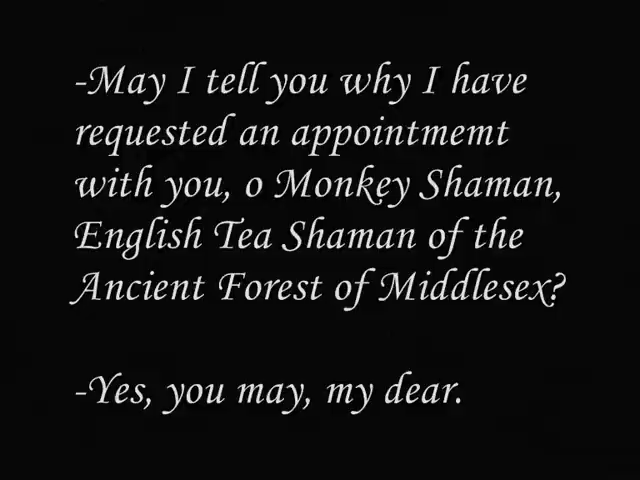 -May I tell you why I have
requested an appointmemt
with you, o Monkey Shaman,
English Tea Shaman of the
Ancient Forest of Middlesex?
-Yes, you may, my dear.